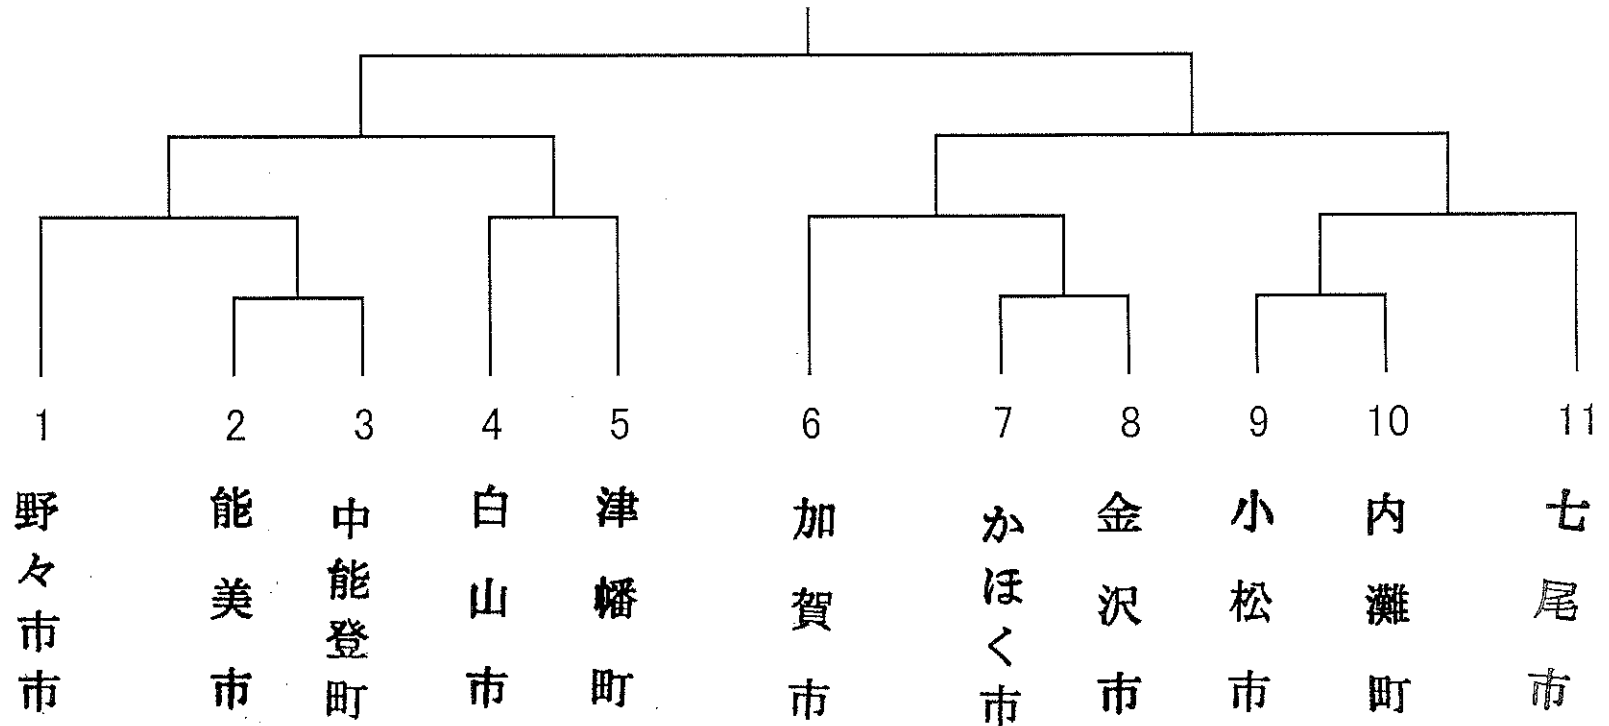 1
2
3
4
5
6
7
8
9
10
11
野々市市
能美市
中能登町
白山市
津幡町
加賀市
かほく市
金沢市
小松市
内灘町
七尾市